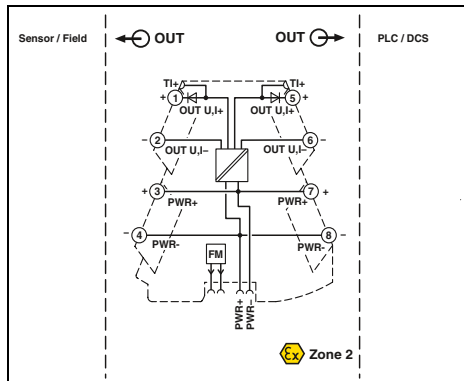 Sensor / Field
OUT
OUT
PLC / DCS
TI+
TI+
+ 1
5 +
OUT U,I+
OUT U,I+
– 2
6 –
OUT U,I–
OUT U,I–
+ 3
7 +
PWR+
PWR+
– 4
8 –
PWR-
PWR-
FM
PWR+
PWR–
Ex Zone 2